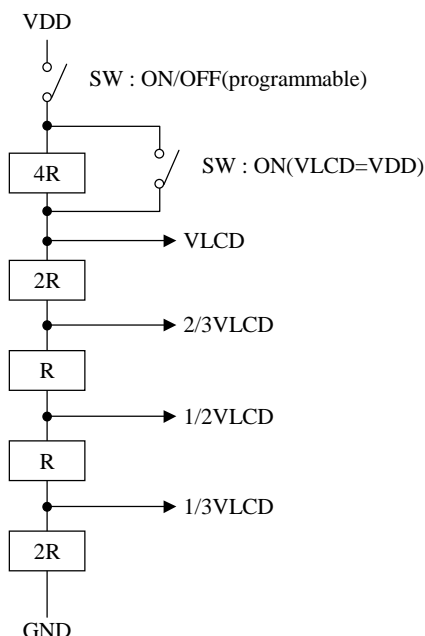 VDD
SW : ON/OFF(programmable)
4R
SW : ON(VLCD=VDD)
VLCD
2R
2/3VLCD
R
1/2VLCD
R
1/3VLCD
2R
GND